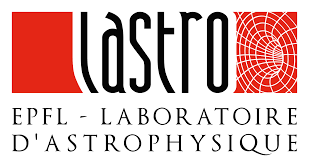 lastro
EPFL - LABORATOIRE
D'ASTROPHYSIQUE